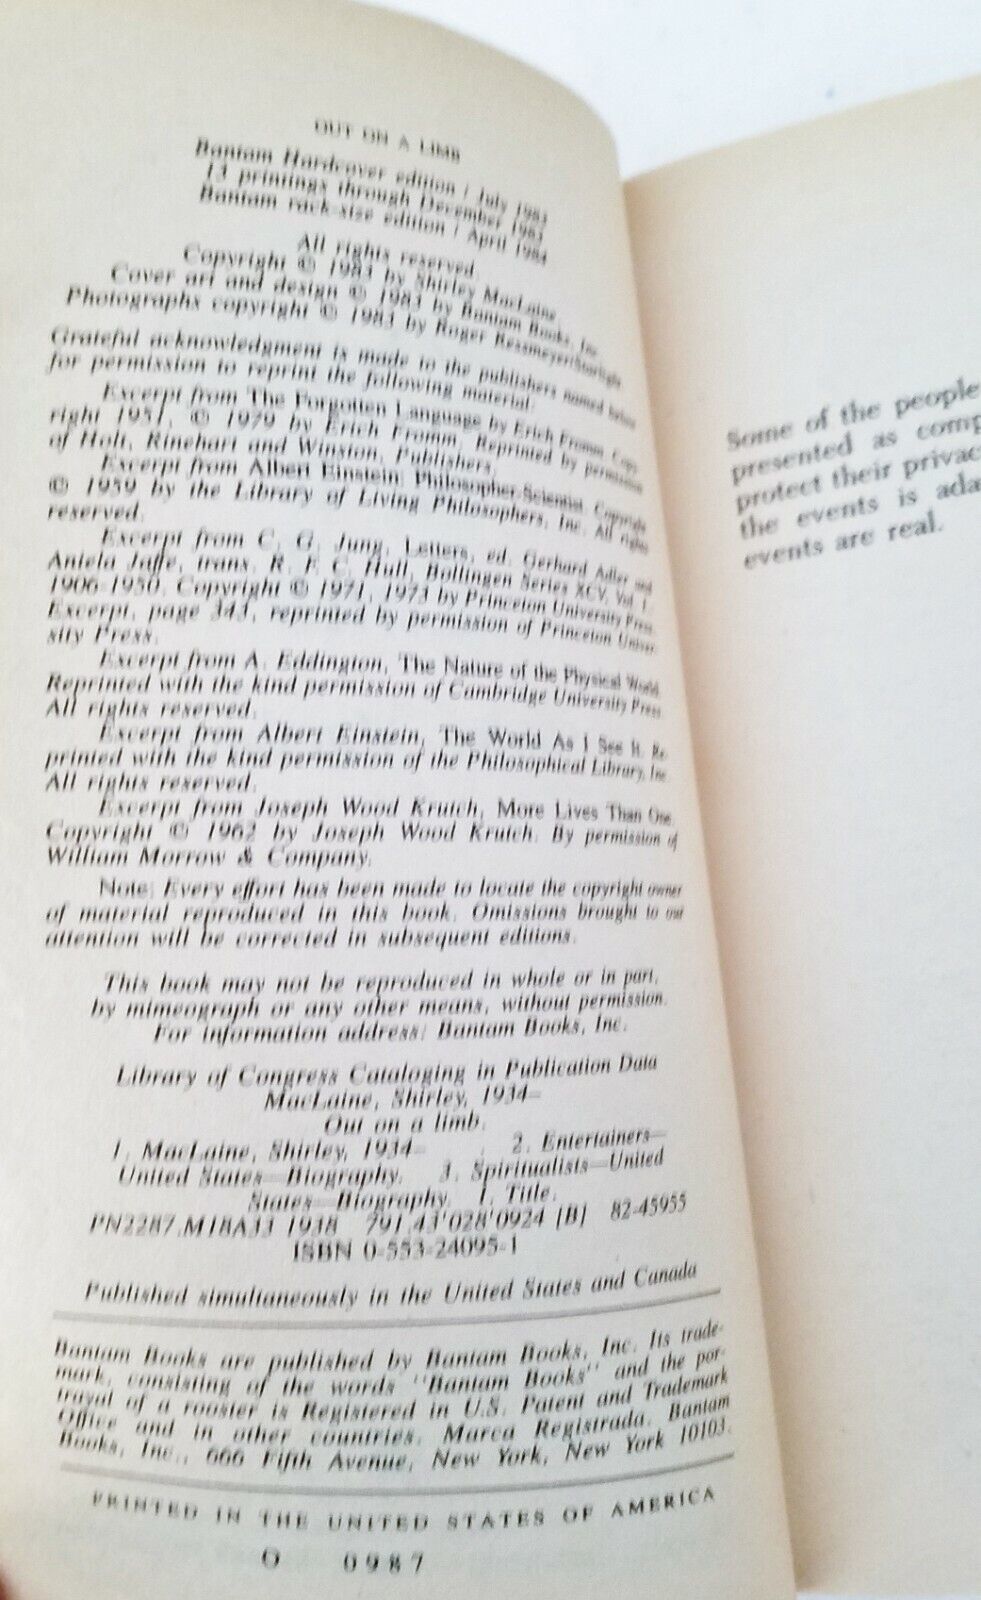 OUT ON A LIMB
Bantam Hardcover edition / July 1983
13 printings through December 1983
Bantam rack-size edition / April 1984
All rights reserved.
Copyright © 1983 by Shirley MacLaine
Cover art and design © 1983 by Bantam Books, Inc.
Photographs copyright © 1983 by Roger Ressmeyer/Starlight
Grateful acknowledgment is made to the publishers named below
for permission to reprint the following material:
Excerpt from The Forgotten Language by Erich Fromm. Copy-
right 1951, © 1979 by Erich Fromm, Reprinted by permission
of Holt, Rinehart and Winston, Publishers.
Excerpt from Albert Einstein: Philosopher-Scientist. Copyright
© 1959 by the Library of Living Philosophers, Inc. All rights
reserved.
Excerpt from C. G. Jung, Letters, ed. Gerhard Adler and
Aniela Jaffe, trans. R. F. C. Hull, Bollingen Series XCV, Vol. 1,
1906-1950. Copyright © 1971, 1973 by Princeton University Press.
Excerpt, page 343, reprinted by permission of Princeton Univer-
sity Press.
Excerpt from A. Eddington, The Nature of the Physical World.
Reprinted with the kind permission of Cambridge University Press.
All rights reserved.
Excerpt from Albert Einstein, The World As I See It. Re-
printed with the kind permission of the Philosophical Library, Inc.
All rights reserved.
Excerpt from Joseph Wood Krutch, More Lives Than One.
Copyright © 1962 by Joseph Wood Krutch. By permission of
William Morrow & Company.
Note: Every effort has been made to locate the copyright owner
of material reproduced in this book. Omissions brought to our
attention will be corrected in subsequent editions.
This book may not be reproduced in whole or in part,
by mimeograph or any other means, without permission.
For information address: Bantam Books, Inc.
Library of Congress Cataloging in Publication Data
MacLaine, Shirley, 1934–
Out on a limb.
1. MacLaine, Shirley, 1934– . 2. Entertainers—
United States—Biography. 3. Spiritualists—United
States—Biography. I. Title.
PN2287.M18A33 1938 791.43'028'0924 [B] 82-45955
ISBN 0-553-24095-1
Published simultaneously in the United States and Canada
Bantam Books are published by Bantam Books, Inc. Its trade-
mark, consisting of the words "Bantam Books" and the por-
trayal of a rooster is Registered in U.S. Patent and Trademark
Office and in other countries. Marca Registrada. Bantam
Books, Inc., 666 Fifth Avenue, New York, New York 10103.
PRINTED IN THE UNITED STATES OF AMERICA
O 0987
Some of the people
presented as comp
protect their privac
the events is ada
events are real.